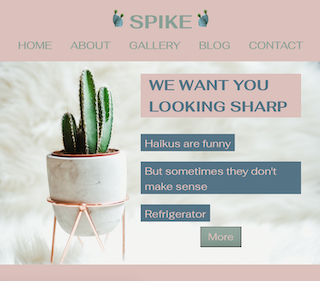 SPIKE
HOME ABOUT GALLERY BLOG CONTACT
WE WANT YOU
LOOKING SHARP
Haikus are funny
But sometimes they don't
make sense
Refrigerator
More